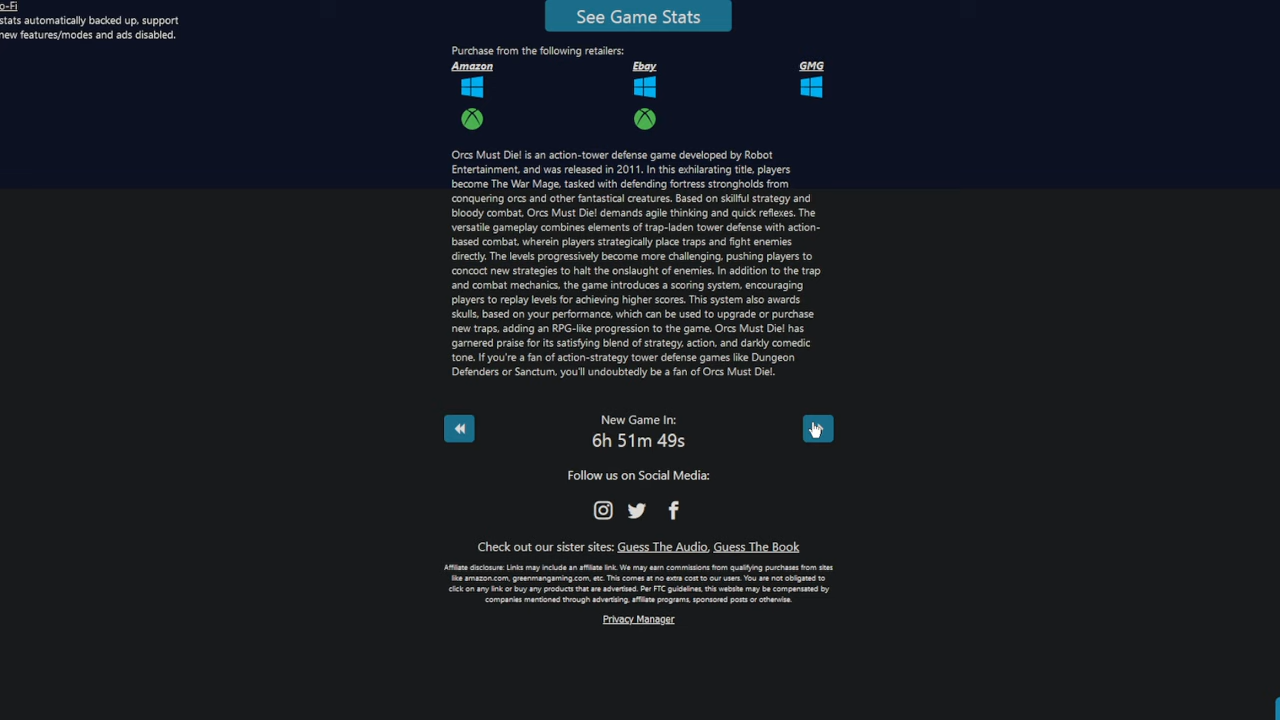 o-Fi
stats automatically backed up, support
new features/modes and ads disabled.
See Game Stats
Purchase from the following retailers:
Amazon Ebay GMG
Orcs Must Die! is an action-tower defense game developed by Robot
Entertainment, and was released in 2011. In this exhilarating title, players
become The War Mage, tasked with defending fortress strongholds from
conquering orcs and other fantastical creatures. Based on skillful strategy and
bloody combat, Orcs Must Die! demands agile thinking and quick reflexes. The
versatile gameplay combines elements of trap-laden tower defense with action-
based combat, wherein players strategically place traps and fight enemies
directly. The levels progressively become more challenging, pushing players to
concoct new strategies to halt the onslaught of enemies. In addition to the trap
and combat mechanics, the game introduces a scoring system, encouraging
players to replay levels for achieving higher scores. This system also awards
skulls, based on your performance, which can be used to upgrade or purchase
new traps, adding an RPG-like progression to the game. Orcs Must Die! has
garnered praise for its satisfying blend of strategy, action, and darkly comedic
tone. If you're a fan of action-strategy tower defense games like Dungeon
Defenders or Sanctum, you'll undoubtedly be a fan of Orcs Must Die!.
New Game In:
6h 51m 49s
Follow us on Social Media:
Check out our sister sites: Guess The Audio, Guess The Book
Affiliate disclosure: Links may include an affiliate link. We may earn commissions from qualifying purchases from sites
like amazon.com, greenmangaming.com, etc. This comes at no extra cost to our users. You are not obligated to
click on any link or buy any products that are advertised. Per FTC guidelines, this website may be compensated by
companies mentioned through advertising, affiliate programs, sponsored posts or otherwise.
Privacy Manager